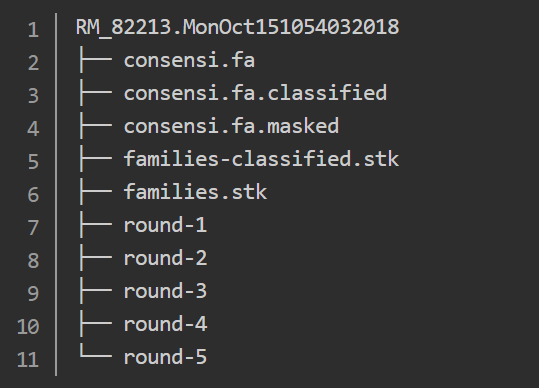 1 RM_82213.MonOct151054032018
2 ├── consensi.fa
3 ├── consensi.fa.classified
4 ├── consensi.fa.masked
5 ├── families-classified.stk
6 ├── families.stk
7 ├── round-1
8 ├── round-2
9 ├── round-3
10 ├── round-4
11 └── round-5